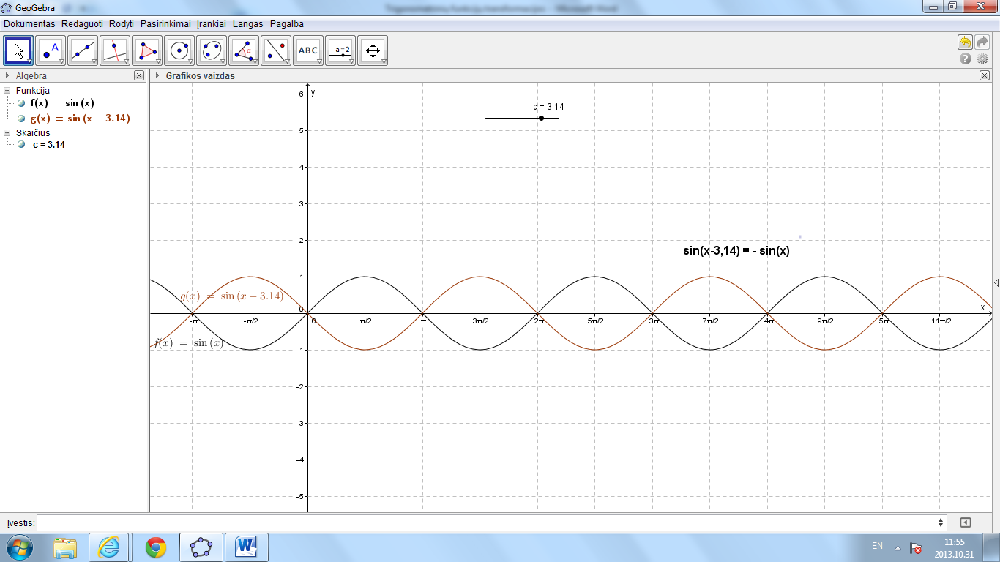 GeoGebra
Dokumentas Redaguoti Rodyti Pasirinkimai Įrankiai Langas Pagalba
A
α
ABC
a = 2
Algebra
Grafikos vaizdas
Funkcija
f(x) = sin (x)
g(x) = sin (x − 3.14)
Skaičius
c = 3.14
y
c = 3.14
6
5
4
3
2
sin(x-3,14) = - sin(x)
1
g(x) = sin (x − 3.14)
0
x
-π -π/2 0 π/2 π 3π/2 2π 5π/2 3π 7π/2 4π 9π/2 5π 11π/2
f(x) = sin (x)
-1
-2
-3
-4
-5
Įvestis:
EN
11:55
2013.10.31